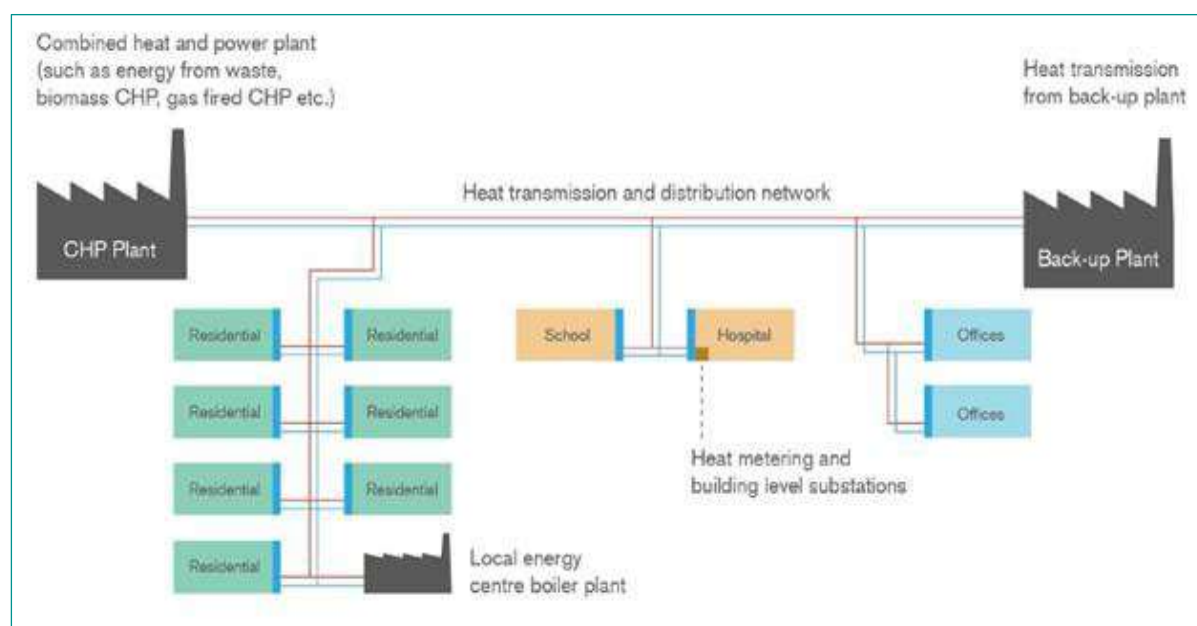 Combined heat and power plant
(such as energy from waste,
biomass CHP, gas fired CHP etc.)
Heat transmission
from back-up plant
Heat transmission and distribution network
CHP Plant
Back-up Plant
Residential
Residential
School
Hospital
Offices
Residential
Residential
Offices
Residential
Residential
Heat metering and
building level substations
Residential
Local energy
centre boiler plant